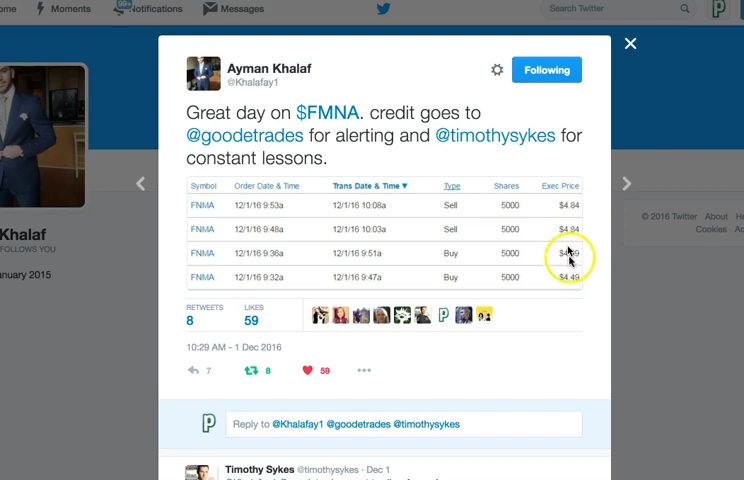 Moments
99+
Notifications
Messages
Search Twitter
Ayman Khalaf
@Khalafay1
Following
Great day on $FMNA. credit goes to
@goodetrades for alerting and @timothysykes for
constant lessons.
Symbol Order Date & Time Trans Date & Time ▼ Type Shares Exec Price
FNMA 12/1/16 9:53a 12/1/16 10:08a Sell 5000 $4.84
FNMA 12/1/16 9:48a 12/1/16 10:03a Sell 5000 $4.84
FNMA 12/1/16 9:36a 12/1/16 9:51a Buy 5000
FNMA 12/1/16 9:32a 12/1/16 9:47a Buy 5000 $4.49
RETWEETS LIKES
8 59
10:29 AM - 1 Dec 2016
7 8 59 •••
Reply to @Khalafay1 @goodetrades @timothysykes
Timothy Sykes @timothysykes · Dec 1
Khalaf
FOLLOWS YOU
anuary 2015
© 2016 Twitter About
Cookies